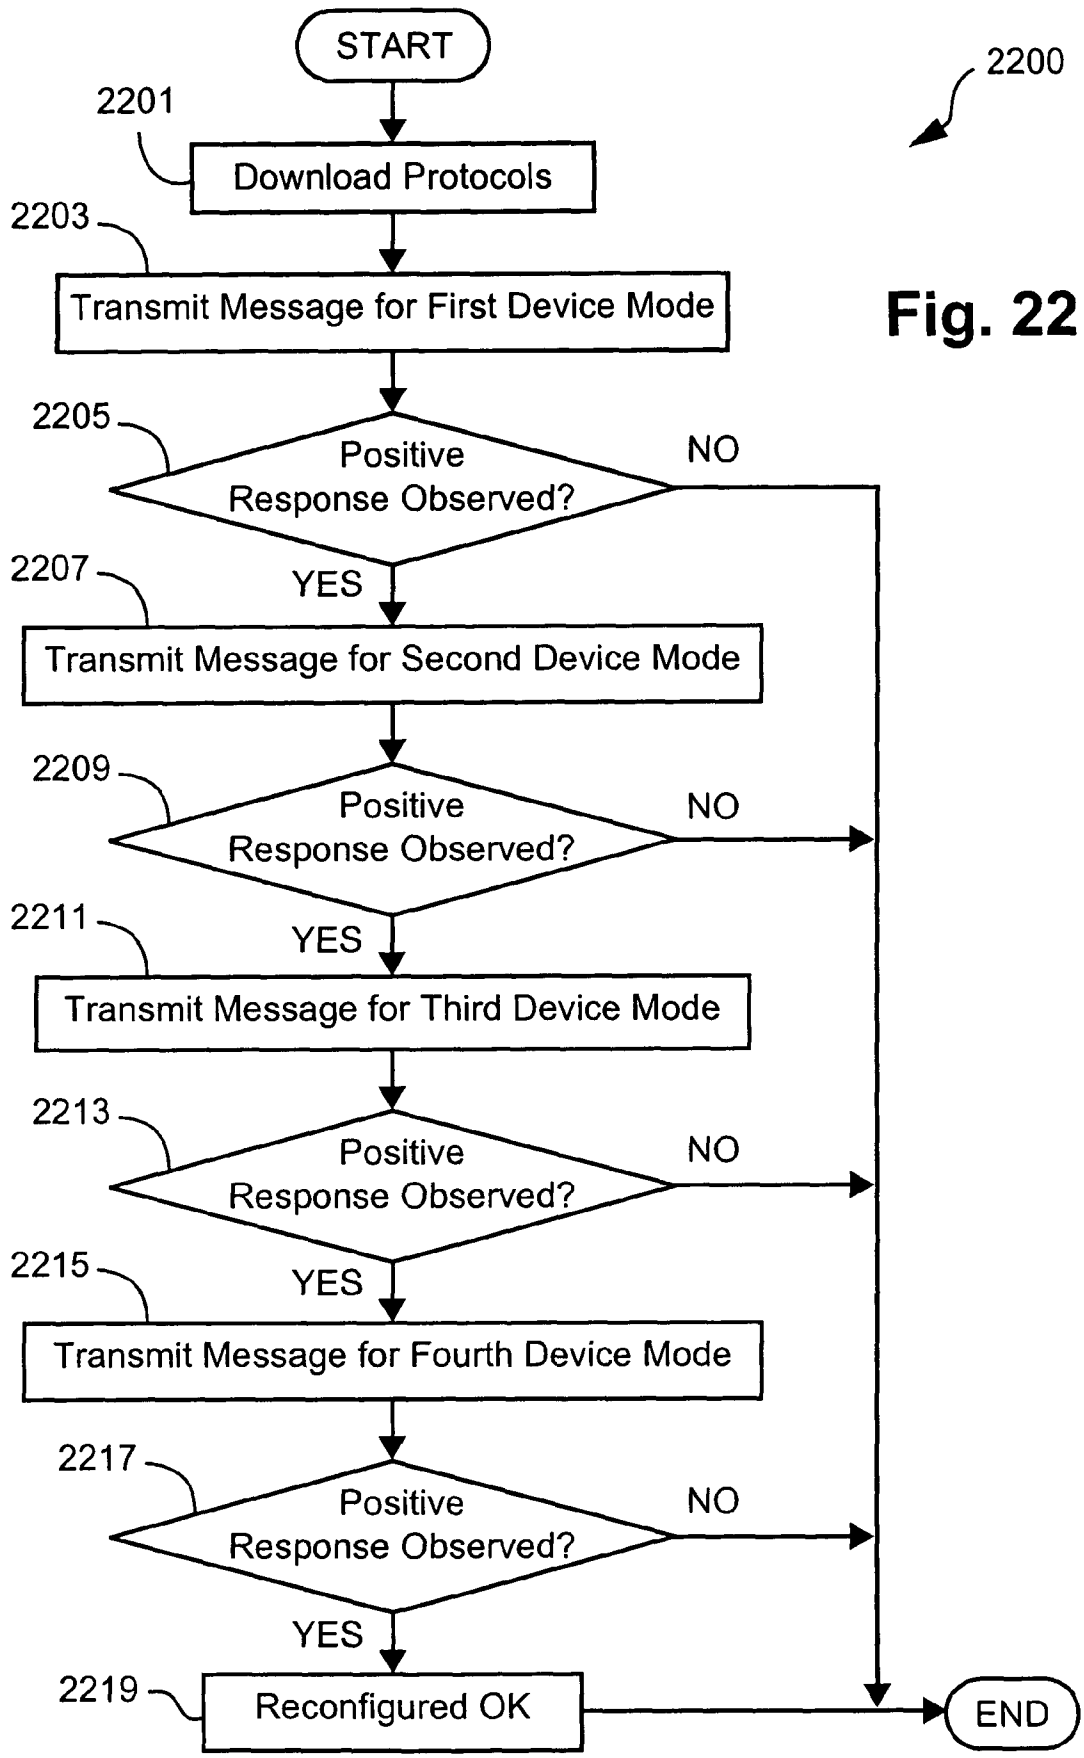 START
2200
2201
Download Protocols
2203
Transmit Message for First Device Mode
Fig. 22
2205
Positive
Response Observed?
NO
YES
2207
Transmit Message for Second Device Mode
2209
Positive
Response Observed?
NO
YES
2211
Transmit Message for Third Device Mode
2213
Positive
Response Observed?
NO
YES
2215
Transmit Message for Fourth Device Mode
2217
Positive
Response Observed?
NO
YES
2219
Reconfigured OK
END